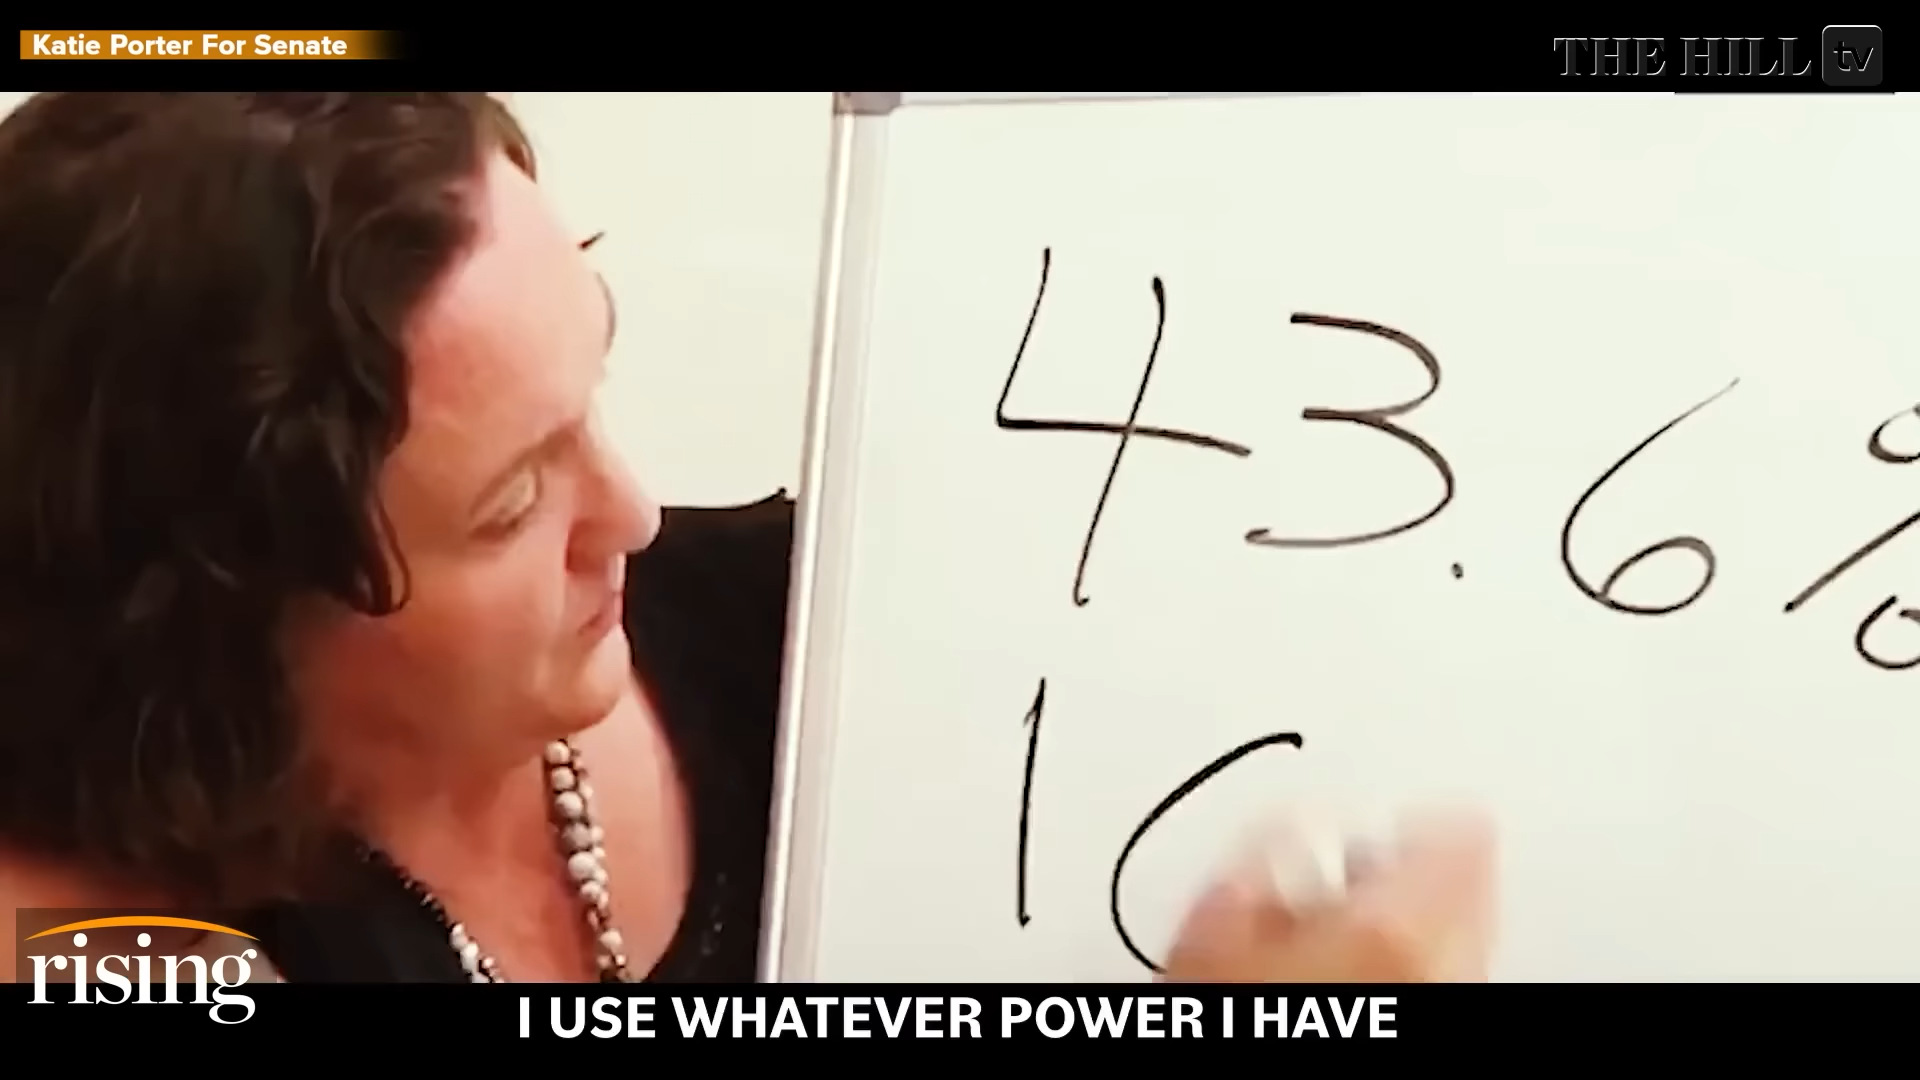 Katie Porter For Senate
THE HILL tv
43.6%
1
rising
I USE WHATEVER POWER I HAVE